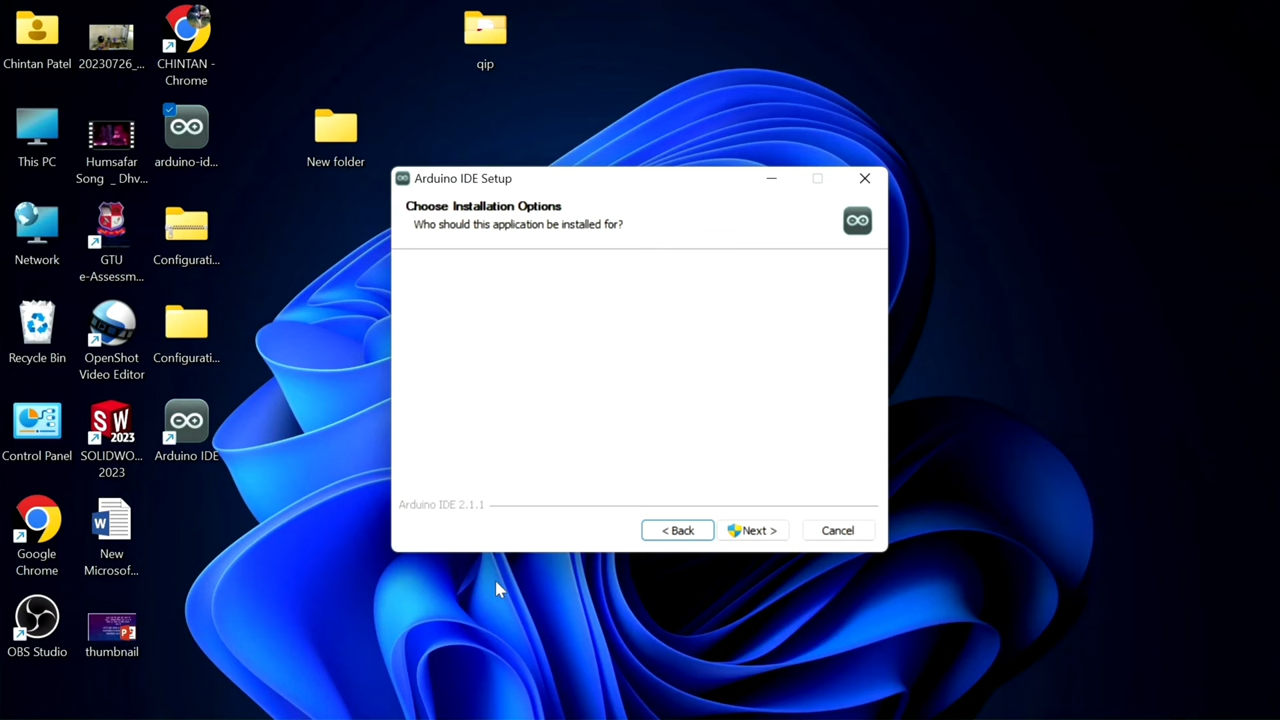 Chintan Patel
20230726_...
CHINTAN -
Chrome
qip
This PC
Humsafar
Song _ Dhv...
arduino-id...
New folder
Network
GTU
e-Assessm...
Configurati...
Recycle Bin
OpenShot
Video Editor
Configurati...
Control Panel
SW
2023
SOLIDWO...
2023
Arduino IDE
Google
Chrome
W
New
Microsof...
OBS Studio
thumbnail
Arduino IDE Setup
Choose Installation Options
Who should this application be installed for?
Arduino IDE 2.1.1
< Back
Next >
Cancel